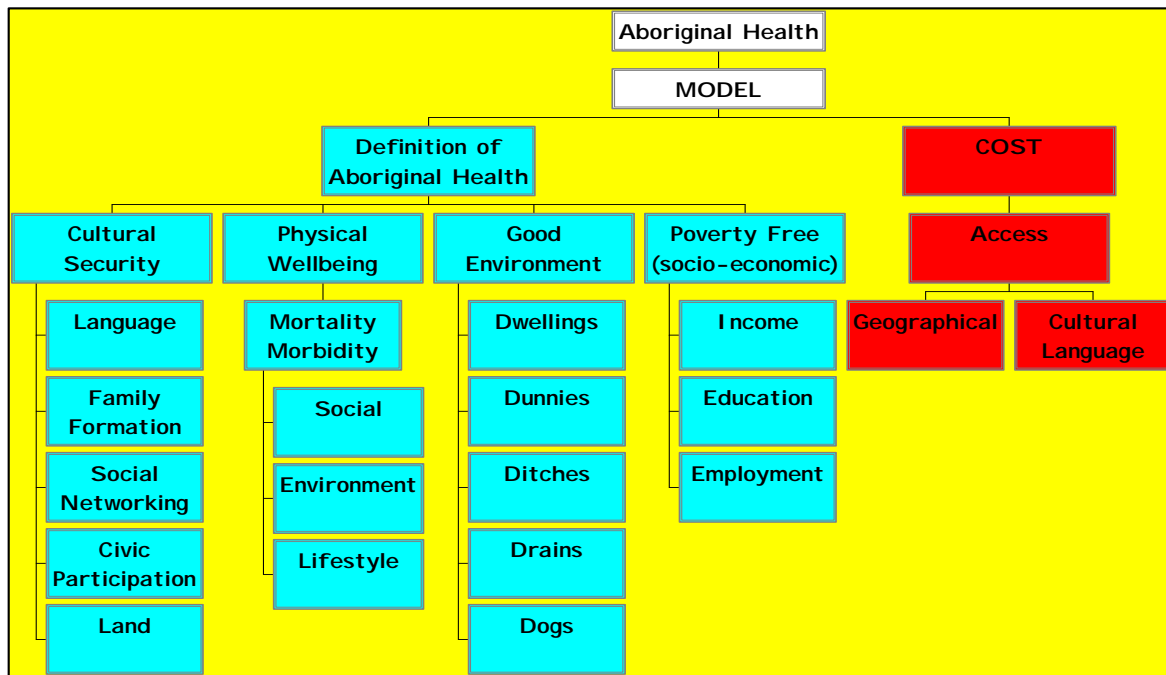 Aboriginal Health
MODEL
Definition of
Aboriginal Health
COST
Cultural
Security
Physical
Wellbeing
Good
Environment
Poverty Free
(socio-economic)
Access
Language
Family
Formation
Social
Networking
Civic
Participation
Land
Mortality
Morbidity
Social
Environment
Lifestyle
Dwellings
Dunnies
Ditches
Drains
Dogs
Income
Education
Employment
Geographical
Cultural
Language